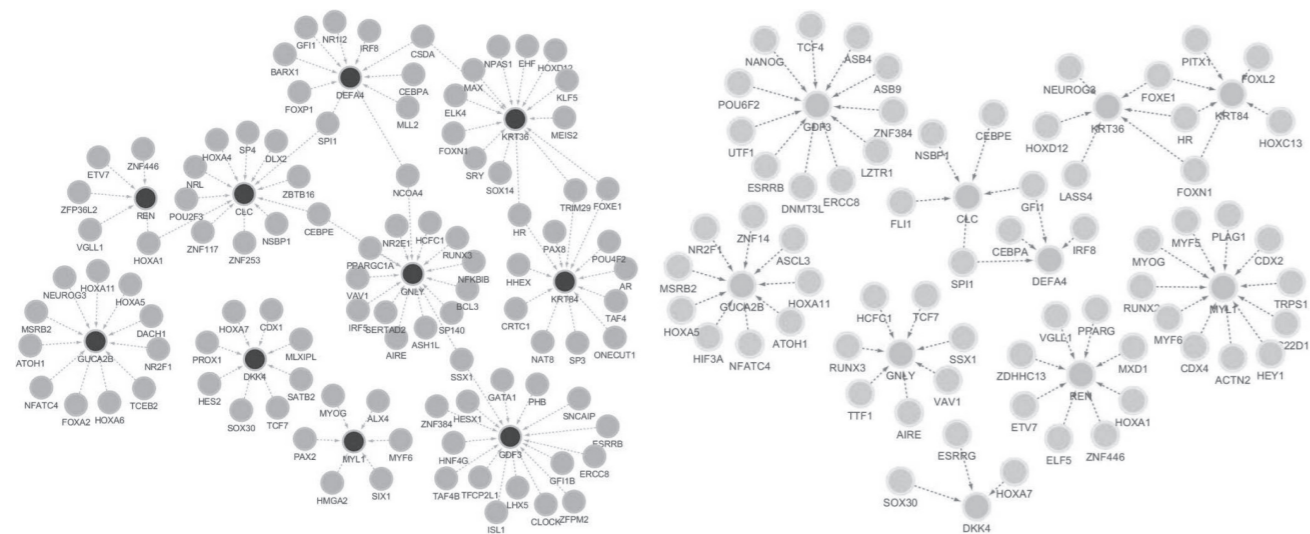 GFI1
NR1I2
IRF8
CSDA
BARX1
DEFA4
CEBPA
FOXP1
MLL2
SPI1
NPAS1
EHF
HOXD12
MAX
KLF5
ELK4
KRT36
MEIS2
FOXN1
SRY
SOX14
ZNF446
ETV7
ZFP36L2
REN
VGLL1
HOXA1
HOXA4
SP4
DLX2
NRL
ZBTB16
POU2F3
CLC
CEBPE
ZNF117
NSBP1
ZNF253
NCOA4
TRIM29
FOXE1
HR
NR2E1
HCFC1
RUNX3
PPARGC1A
NFKBIB
VAV1
GNLY
BCL3
IRF5
SERTAD2
SP140
AIRE
ASH1L
SSX1
PAX8
POU4F2
HHEX
AR
KRT84
CRTC1
TAF4
NAT8
SP3
ONECUT1
HOXA11
NEUROG3
HOXA5
MSRB2
DACH1
ATOH1
GUCA2B
NR2F1
NFATC4
TCEB2
FOXA2
HOXA6
HOXA7
CDX1
PROX1
MLXIPL
DKK4
HES2
SATB2
SOX30
TCF7
MYOG
ALX4
PAX2
MYL1
MYF6
HMGA2
SIX1
GATA1
PHB
HESX1
SNCAIP
ZNF384
ESRRB
HNF4G
GDF3
ERCC8
GFI1B
TAF4B
TFCP2L1
LHX5
CLOCK
ZFPM2
ISL1
TCF4
NANOG
ASB4
POU6F2
ASB9
GDF3
ZNF384
UTF1
LZTR1
ESRRB
ERCC8
DNMT3L
CEBPE
NSBP1
FLI1
CLC
GFI1
CEBPA
IRF8
SPI1
DEFA4
PITX1
NEUROG3
FOXE1
FOXL2
KRT36
KRT84
HOXD12
HR
HOXC13
LASS4
FOXN1
NR2F1
ZNF14
ASCL3
MSRB2
GUCA2B
HOXA11
HOXA5
ATOH1
HIF3A
NFATC4
HCFC1
TCF7
RUNX3
SSX1
GNLY
TTF1
VAV1
AIRE
VGLL1
PPARG
ZDHHC13
MXD1
REN
ETV7
HOXA1
ELF5
ZNF446
MYF5
PLAG1
MYOG
CDX2
TRPS1
MYL1
MYF6
22D1
CDX4
HEY1
ACTN2
ESRRG
SOX30
HOXA7
DKK4